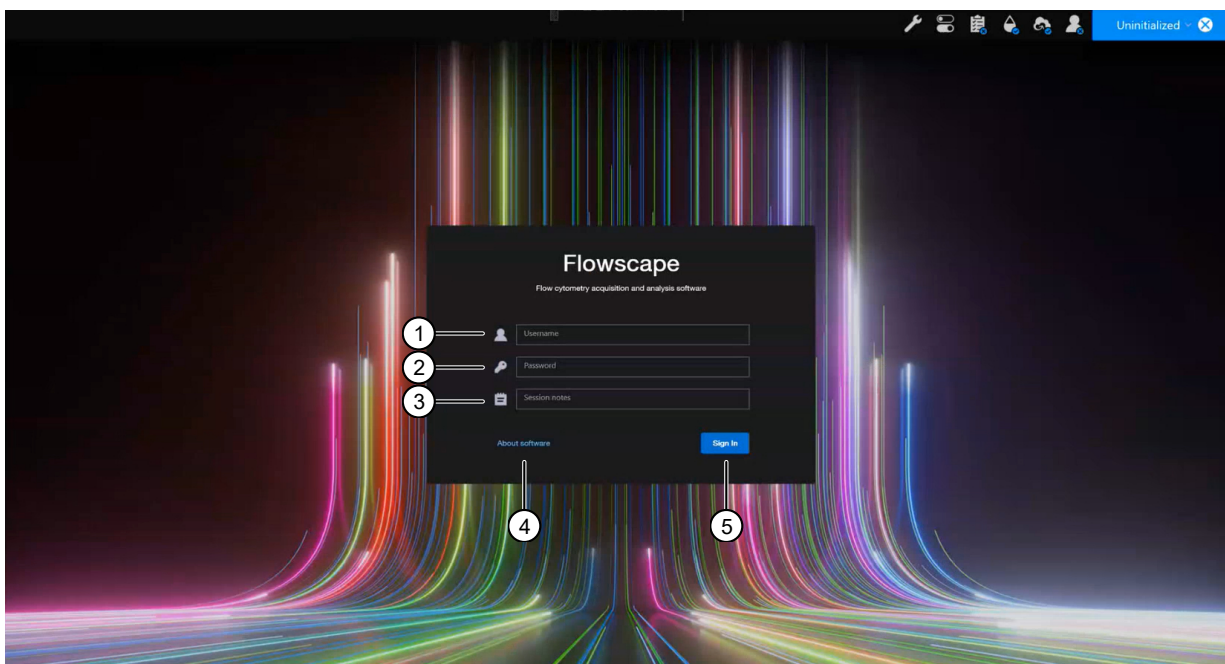 Uninitialized
Flowscape
Flow cytometry acquisition and analysis software
1
Username
2
Password
3
Session notes
About software
Sign In
4
5